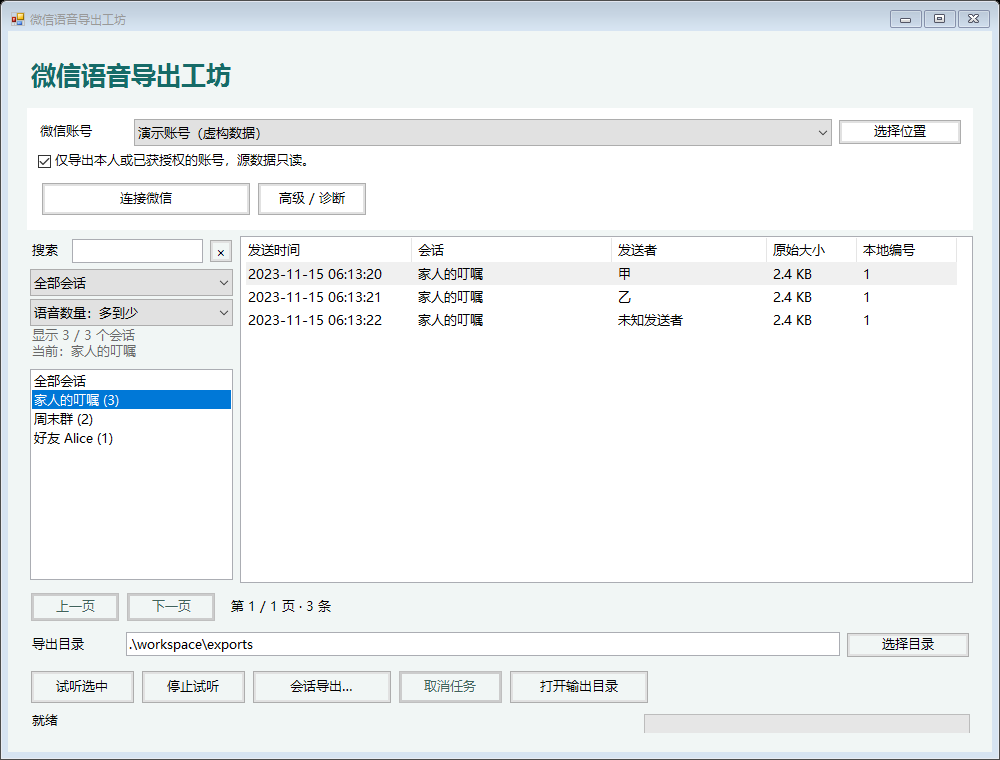 微信语音导出工坊
微信语音导出工坊
微信账号 演示账号（虚构数据） 选择位置
仅导出本人或已获授权的账号，源数据只读。
连接微信 高级 / 诊断
搜索 x
全部会话
语音数量：多到少
显示 3 / 3 个会话
当前：家人的叮嘱
全部会话
家人的叮嘱 (3)
周末群 (2)
好友 Alice (1)
发送时间 会话 发送者 原始大小 本地编号
2023-11-15 06:13:20 家人的叮嘱 甲 2.4 KB 1
2023-11-15 06:13:21 家人的叮嘱 乙 2.4 KB 1
2023-11-15 06:13:22 家人的叮嘱 未知发送者 2.4 KB 1
上一页 下一页 第 1 / 1 页 · 3 条
导出目录 .\workspace\exports 选择目录
试听选中 停止试听 会话导出... 取消任务 打开输出目录
就绪